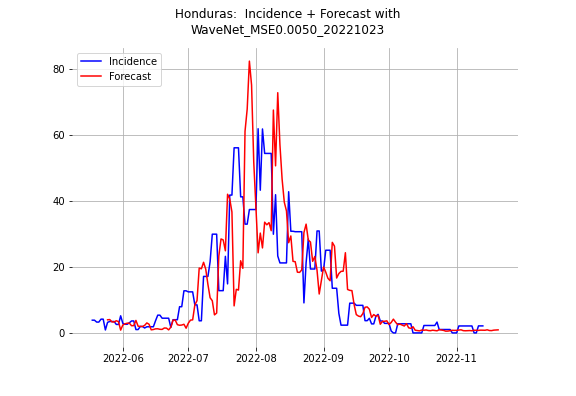 Honduras:  Incidence + Forecast with
WaveNet_MSE0.0050_20221023
Incidence
Forecast
80
60
40
20
0
2022-06
2022-07
2022-08
2022-09
2022-10
2022-11